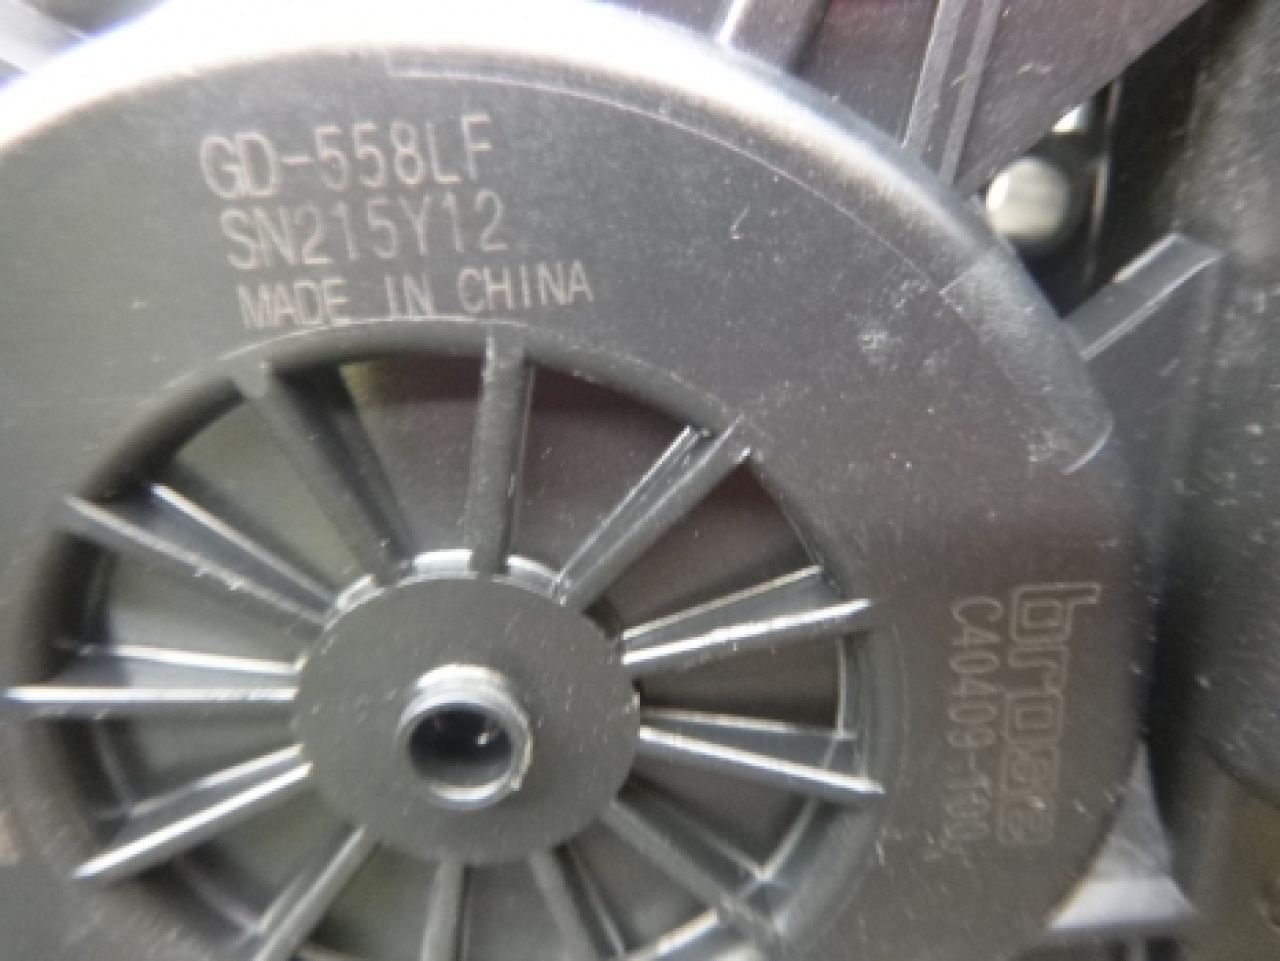 GD-558LF
SN215Y12
MADE IN CHINA
brose
C40409-100